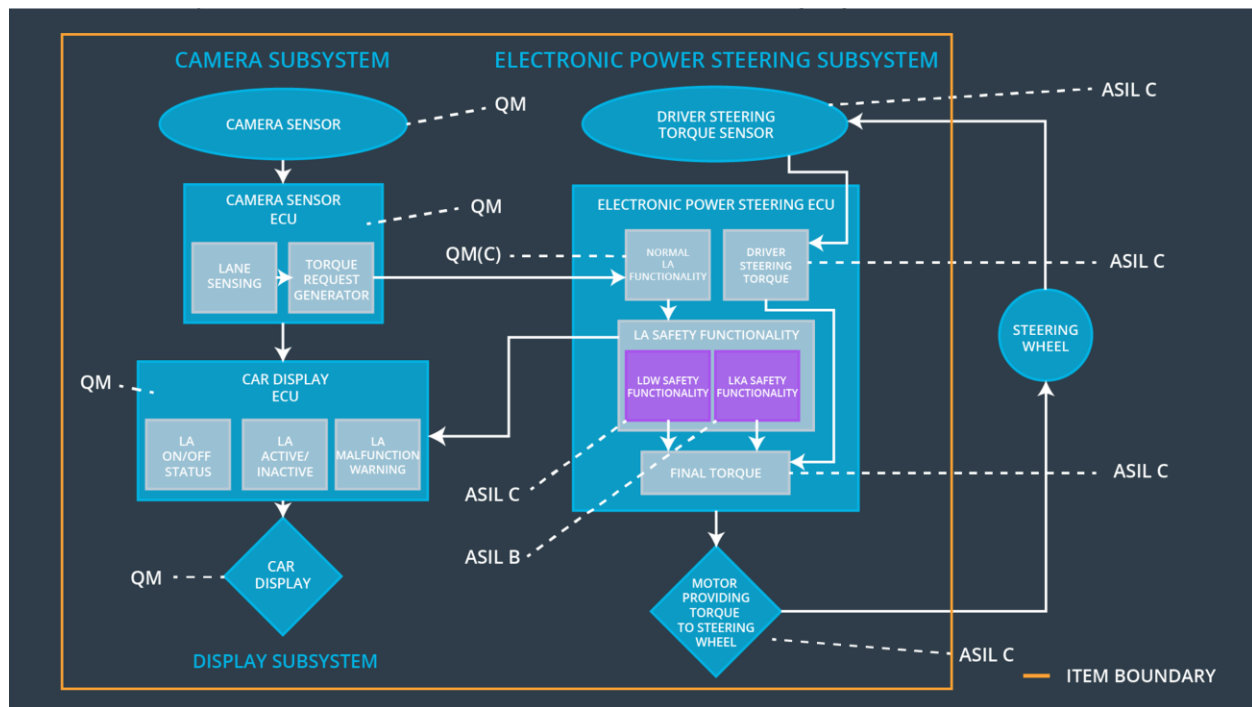 CAMERA SUBSYSTEM
ELECTRONIC POWER STEERING SUBSYSTEM
QM
ASIL C
CAMERA SENSOR
DRIVER STEERING
TORQUE SENSOR
CAMERA SENSOR
ECU
QM
LANE
SENSING
TORQUE
REQUEST
GENERATOR
ELECTRONIC POWER STEERING ECU
QM(C)
NORMAL
LA
FUNCTIONALITY
DRIVER
STEERING
TORQUE
ASIL C
LA SAFETY FUNCTIONALITY
LDW SAFETY
FUNCTIONALITY
LKA SAFETY
FUNCTIONALITY
STEERING
WHEEL
QM
CAR DISPLAY
ECU
LA
ON/OFF
STATUS
LA
ACTIVE/
INACTIVE
LA
MALFUNCTION
WARNING
FINAL TORQUE
ASIL C
ASIL C
ASIL B
QM
CAR
DISPLAY
MOTOR
PROVIDING
TORQUE
TO STEERING
WHEEL
ASIL C
DISPLAY SUBSYSTEM
ITEM BOUNDARY